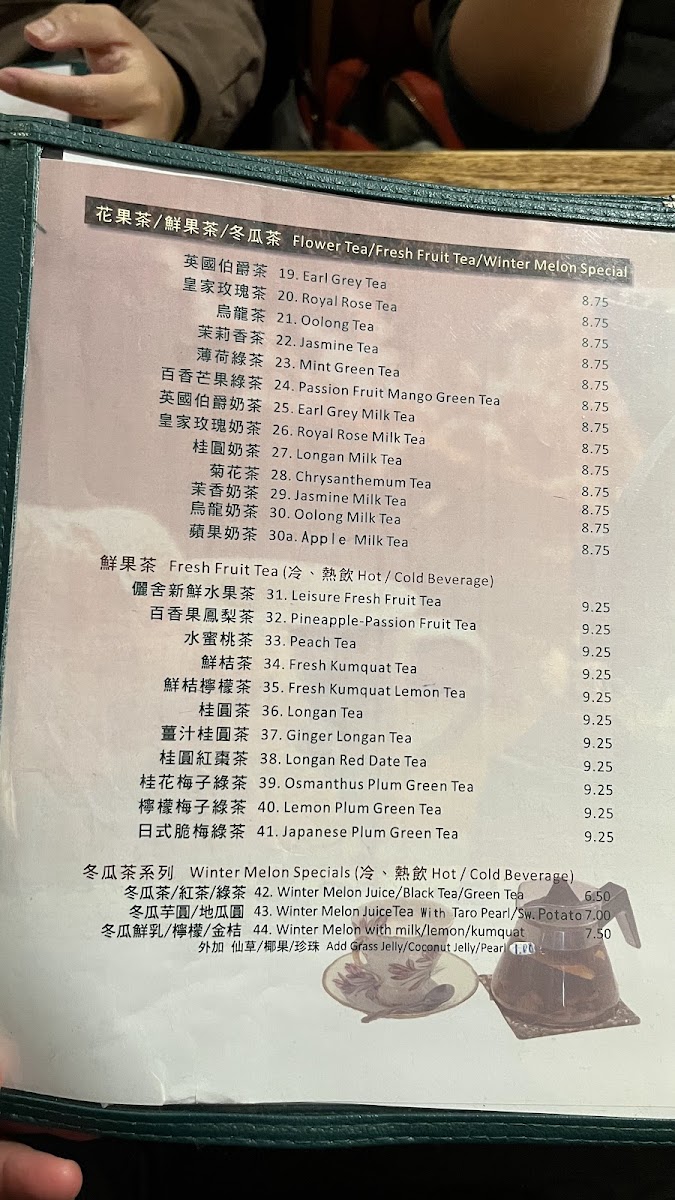 花果茶/鮮果茶/冬瓜茶 Flower Tea/Fresh Fruit Tea/Winter Melon Special
英國伯爵茶 19. Earl Grey Tea 8.75
皇家玫瑰茶 20. Royal Rose Tea 8.75
烏龍茶 21. Oolong Tea 8.75
茉莉香茶 22. Jasmine Tea 8.75
薄荷綠茶 23. Mint Green Tea 8.75
百香芒果綠茶 24. Passion Fruit Mango Green Tea 8.75
英國伯爵奶茶 25. Earl Grey Milk Tea 8.75
皇家玫瑰奶茶 26. Royal Rose Milk Tea 8.75
桂圓奶茶 27. Longan Milk Tea 8.75
菊花茶 28. Chrysanthemum Tea 8.75
茉香奶茶 29. Jasmine Milk Tea 8.75
烏龍奶茶 30. Oolong Milk Tea 8.75
蘋果奶茶 30a. Apple Milk Tea 8.75
鮮果茶 Fresh Fruit Tea (冷、熱飲 Hot / Cold Beverage)
儷舍新鮮水果茶 31. Leisure Fresh Fruit Tea 9.25
百香果鳳梨茶 32. Pineapple-Passion Fruit Tea 9.25
水蜜桃茶 33. Peach Tea 9.25
鮮桔茶 34. Fresh Kumquat Tea 9.25
鮮桔檸檬茶 35. Fresh Kumquat Lemon Tea 9.25
桂圓茶 36. Longan Tea 9.25
薑汁桂圓茶 37. Ginger Longan Tea 9.25
桂圓紅棗茶 38. Longan Red Date Tea 9.25
桂花梅子綠茶 39. Osmanthus Plum Green Tea 9.25
檸檬梅子綠茶 40. Lemon Plum Green Tea 9.25
日式脆梅綠茶 41. Japanese Plum Green Tea 9.25
冬瓜茶系列 Winter Melon Specials (冷、熱飲 Hot / Cold Beverage)
冬瓜茶/紅茶/綠茶 42. Winter Melon Juice/Black Tea/Green Tea 6.50
冬瓜芋圓/地瓜圓 43. Winter Melon JuiceTea With Taro Pearl/Sw. Potato 7.00
冬瓜鮮乳/檸檬/金桔 44. Winter Melon with milk/lemon/kumquat 7.50
外加 仙草/椰果/珍珠 Add Grass Jelly/Coconut Jelly/Pearl 1.00